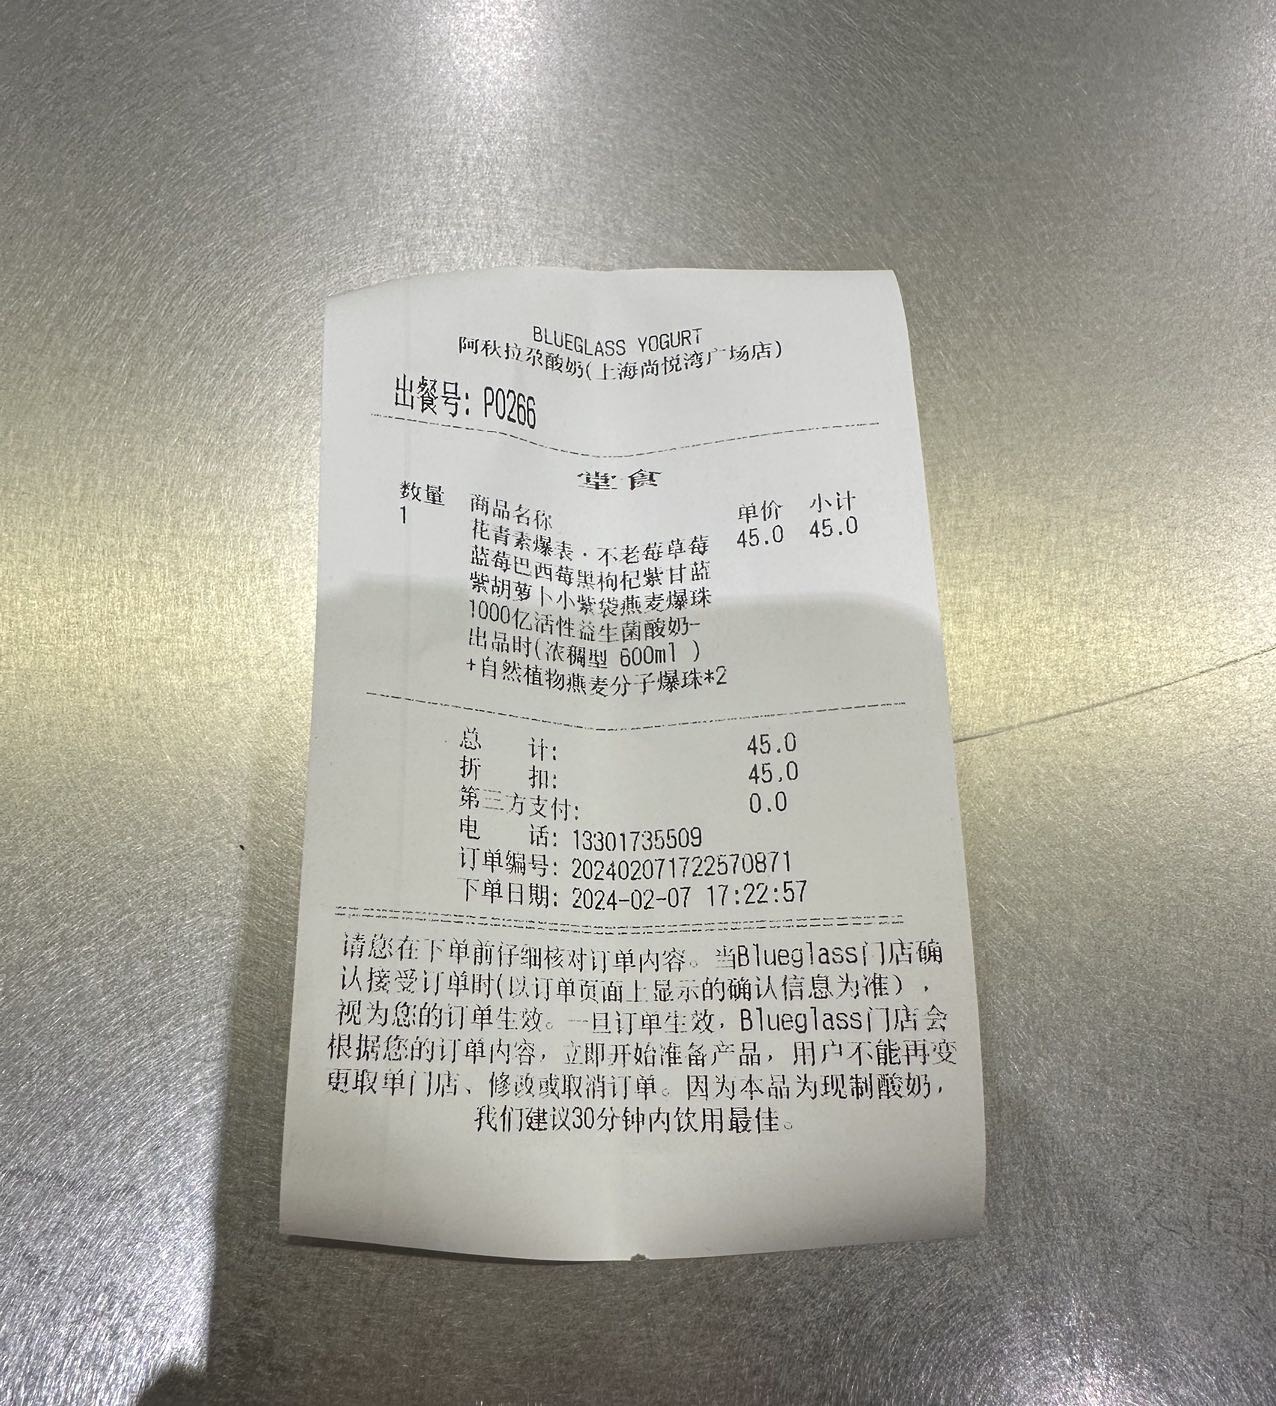 BLUEGLASS YOGURT
阿秋拉尕酸奶(上海尚悦湾广场店)
出餐号: P0266
堂食
数量 商品名称 单价 小计
1 花青素爆表·不老莓草莓 45.0 45.0
蓝莓巴西莓黑枸杞紫甘蓝
紫胡萝卜小紫袋燕麦爆珠
1000亿活性益生菌酸奶-
出品时(浓稠型 600ml )
+自然植物燕麦分子爆珠*2
总 计: 45.0
折 扣: 45.0
第三方支付: 0.0
电 话: 13301735509
订单编号: 202402071722570871
下单日期: 2024-02-07 17:22:57
请您在下单前仔细核对订单内容。当Blueglass门店确
认接受订单时(以订单页面上显示的确认信息为准),
视为您的订单生效。一旦订单生效, Blueglass门店会
根据您的订单内容, 立即开始准备产品, 用户不能再变
更取单门店、修改或取消订单。因为本品为现制酸奶,
我们建议30分钟内饮用最佳。